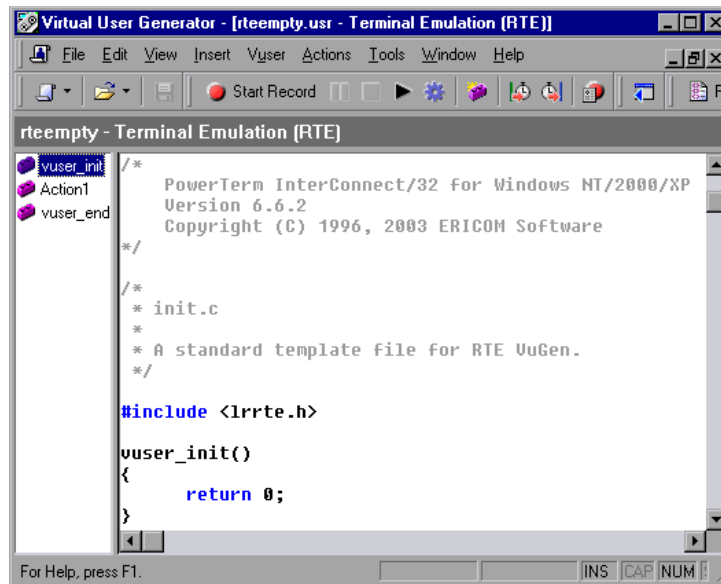 Virtual User Generator - [rteempty.usr - Terminal Emulation (RTE)]
File Edit View Insert Vuser Actions Tools Window Help
Start Record
rteempty - Terminal Emulation (RTE)
vuser_init
Action1
vuser_end
/*
PowerTerm InterConnect/32 for Windows NT/2000/XP
Version 6.6.2
Copyright (C) 1996, 2003 ERICOM Software
*/
/*
* init.c
*
* A standard template file for RTE VuGen.
*/
#include <lrrte.h>
vuser_init()
{
return 0;
}
For Help, press F1.
INS CAP NUM